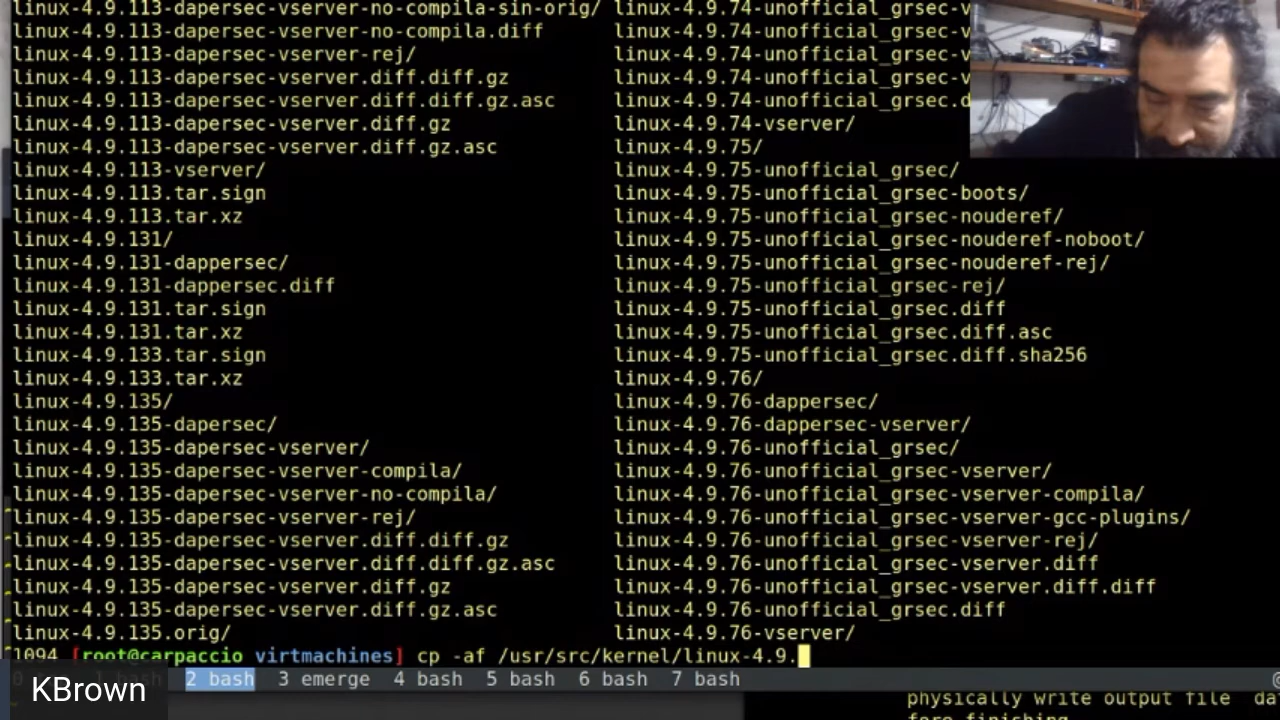 linux-4.9.113-dapersec-vserver-no-compila-sin-orig/ linux-4.9.74-unofficial_grsec-v
linux-4.9.113-dapersec-vserver-no-compila.diff linux-4.9.74-unofficial_grsec-v
linux-4.9.113-dapersec-vserver-rej/ linux-4.9.74-unofficial_grsec-v
linux-4.9.113-dapersec-vserver.diff.diff.gz linux-4.9.74-unofficial_grsec-v
linux-4.9.113-dapersec-vserver.diff.diff.gz.asc linux-4.9.74-unofficial_grsec.d
linux-4.9.113-dapersec-vserver.diff.gz linux-4.9.74-vserver/
linux-4.9.113-dapersec-vserver.diff.gz.asc linux-4.9.75/
linux-4.9.113-vserver/ linux-4.9.75-unofficial_grsec/
linux-4.9.113.tar.sign linux-4.9.75-unofficial_grsec-boots/
linux-4.9.113.tar.xz linux-4.9.75-unofficial_grsec-nouderef/
linux-4.9.131/ linux-4.9.75-unofficial_grsec-nouderef-noboot/
linux-4.9.131-dappersec/ linux-4.9.75-unofficial_grsec-nouderef-rej/
linux-4.9.131-dappersec.diff linux-4.9.75-unofficial_grsec-rej/
linux-4.9.131.tar.sign linux-4.9.75-unofficial_grsec.diff
linux-4.9.131.tar.xz linux-4.9.75-unofficial_grsec.diff.asc
linux-4.9.133.tar.sign linux-4.9.75-unofficial_grsec.diff.sha256
linux-4.9.133.tar.xz linux-4.9.76/
linux-4.9.135/ linux-4.9.76-dappersec/
linux-4.9.135-dapersec/ linux-4.9.76-dappersec-vserver/
linux-4.9.135-dapersec-vserver/ linux-4.9.76-unofficial_grsec/
linux-4.9.135-dapersec-vserver-compila/ linux-4.9.76-unofficial_grsec-vserver/
linux-4.9.135-dapersec-vserver-no-compila/ linux-4.9.76-unofficial_grsec-vserver-compila/
linux-4.9.135-dapersec-vserver-rej/ linux-4.9.76-unofficial_grsec-vserver-gcc-plugins/
linux-4.9.135-dapersec-vserver.diff.diff.gz linux-4.9.76-unofficial_grsec-vserver-rej/
linux-4.9.135-dapersec-vserver.diff.diff.gz.asc linux-4.9.76-unofficial_grsec-vserver.diff
linux-4.9.135-dapersec-vserver.diff.gz linux-4.9.76-unofficial_grsec-vserver.diff.diff
linux-4.9.135-dapersec-vserver.diff.gz.asc linux-4.9.76-unofficial_grsec.diff
linux-4.9.135.orig/ linux-4.9.76-vserver/
1094 [root@carpaccio virtmachines] cp -af /usr/src/kernel/linux-4.9.
1 bash 2 bash 3 emerge 4 bash 5 bash 6 bash 7 bash
KBrown
physically write output file
fore finishing